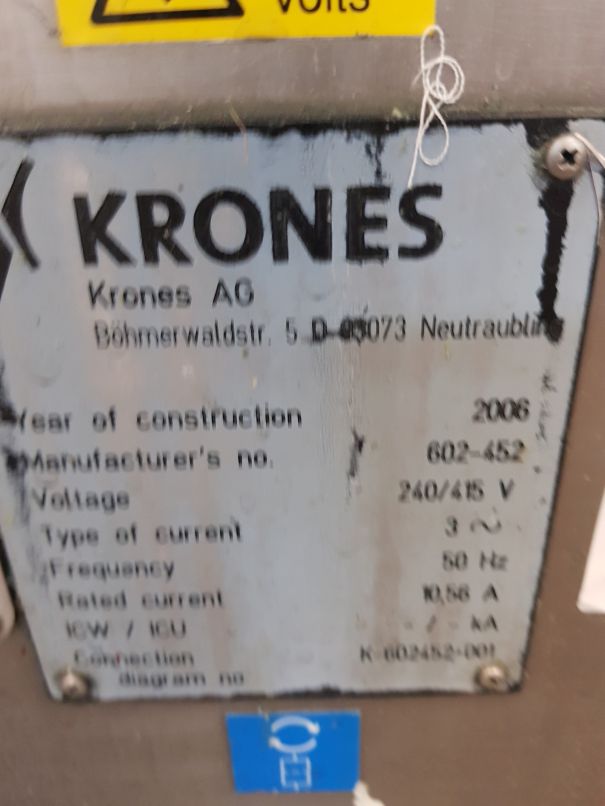 Volts
KRONES
Krones AG
Böhmerwaldstr. 5 D-93073 Neutraubling
Year of construction 2006
Manufacturer's no. 602-452
Voltage 240/415 V
Type of current 3 ~
Frequency 50 Hz
Rated current 10,56 A
ICW / ICU - / - kA
Connection K-602452-001
diagram no